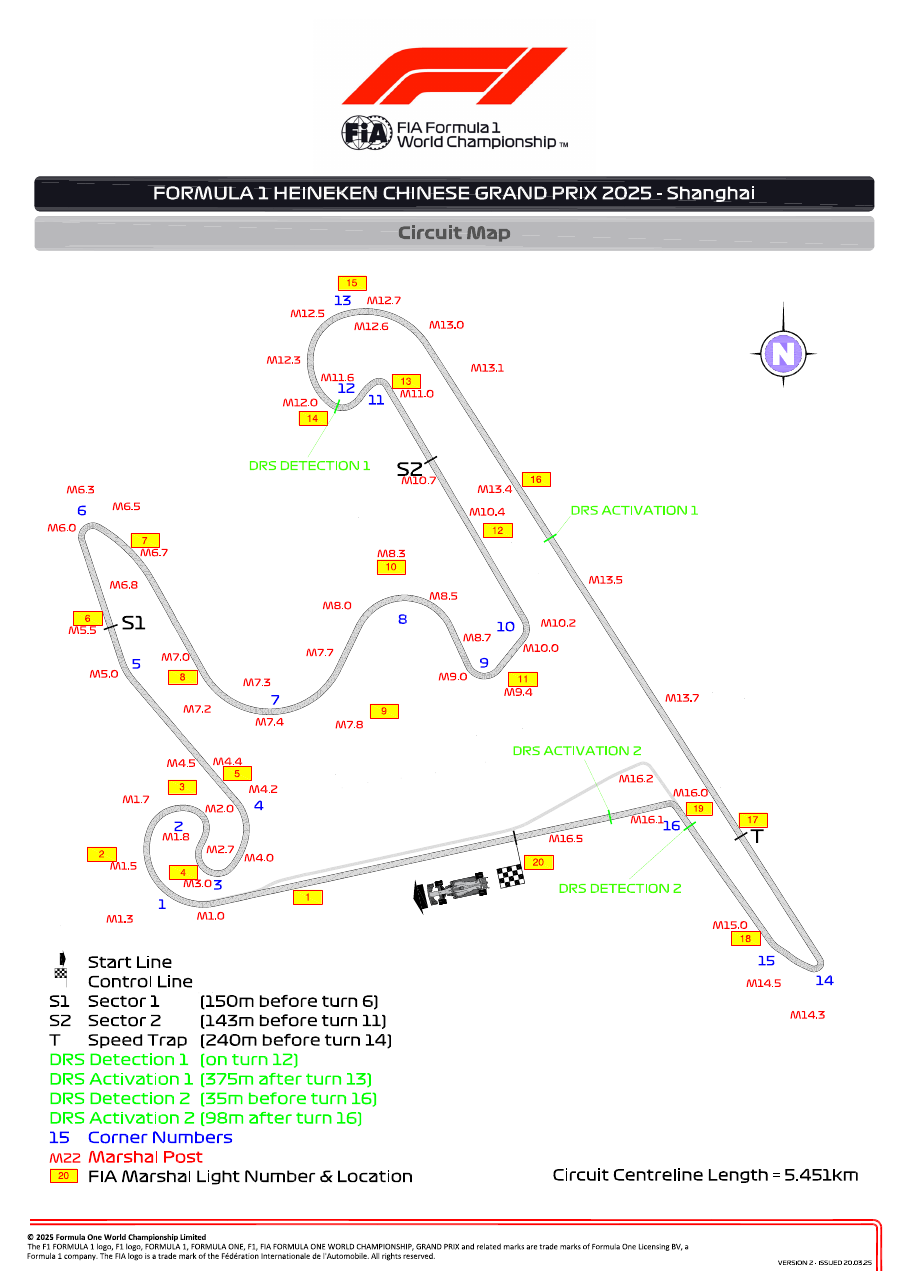 FIA
FIA Formula 1
World Championship ™
FORMULA 1 HEINEKEN CHINESE GRAND PRIX 2025 - Shanghai
Circuit Map
15
13
M12.7
M12.5
M12.6
M13.0
N
M12.3
M13.1
M11.6
13
12
M11.0
M12.0
11
14
DRS DETECTION 1
S2
M10.7
16
M6.3
M13.4
M6.5
6
DRS ACTIVATION 1
M10.4
M6.0
12
7
M6.7
M8.3
10
M13.5
M6.8
M8.5
M8.0
6
S1
8
M10.2
M5.5
10
M8.7
M10.0
M7.7
M7.0
5
9
M5.0
8
M9.0
11
M7.3
M9.4
7
M13.7
M7.2
9
M7.4
M7.8
DRS ACTIVATION 2
M4.5
M4.4
5
M16.2
3
M4.2
M16.0
M1.7
4
M2.0
19
2
M16.1
16
17
M1.8
T
M16.5
M2.7
2
M4.0
20
M1.5
4
M3.0
3
DRS DETECTION 2
1
1
M1.3
M1.0
M15.0
18
15
14
M14.5
M14.3
Start Line
Control Line
S1 Sector 1 (150m before turn 6)
S2 Sector 2 (143m before turn 11)
T Speed Trap (240m before turn 14)
DRS Detection 1 (on turn 12)
DRS Activation 1 (375m after turn 13)
DRS Detection 2 (35m before turn 16)
DRS Activation 2 (98m after turn 16)
15 Corner Numbers
M22 Marshal Post
20 FIA Marshal Light Number & Location
Circuit Centreline Length = 5.451km
© 2025 Formula One World Championship Limited
The F1 FORMULA 1 logo, F1 logo, FORMULA 1, FORMULA ONE, F1, FIA FORMULA ONE WORLD CHAMPIONSHIP, GRAND PRIX and related marks are trade marks of Formula One Licensing BV, a
Formula 1 company. The FIA logo is a trade mark of the Fédération Internationale de l'Automobile. All rights reserved.
VERSION 2 - ISSUED 20.03.25